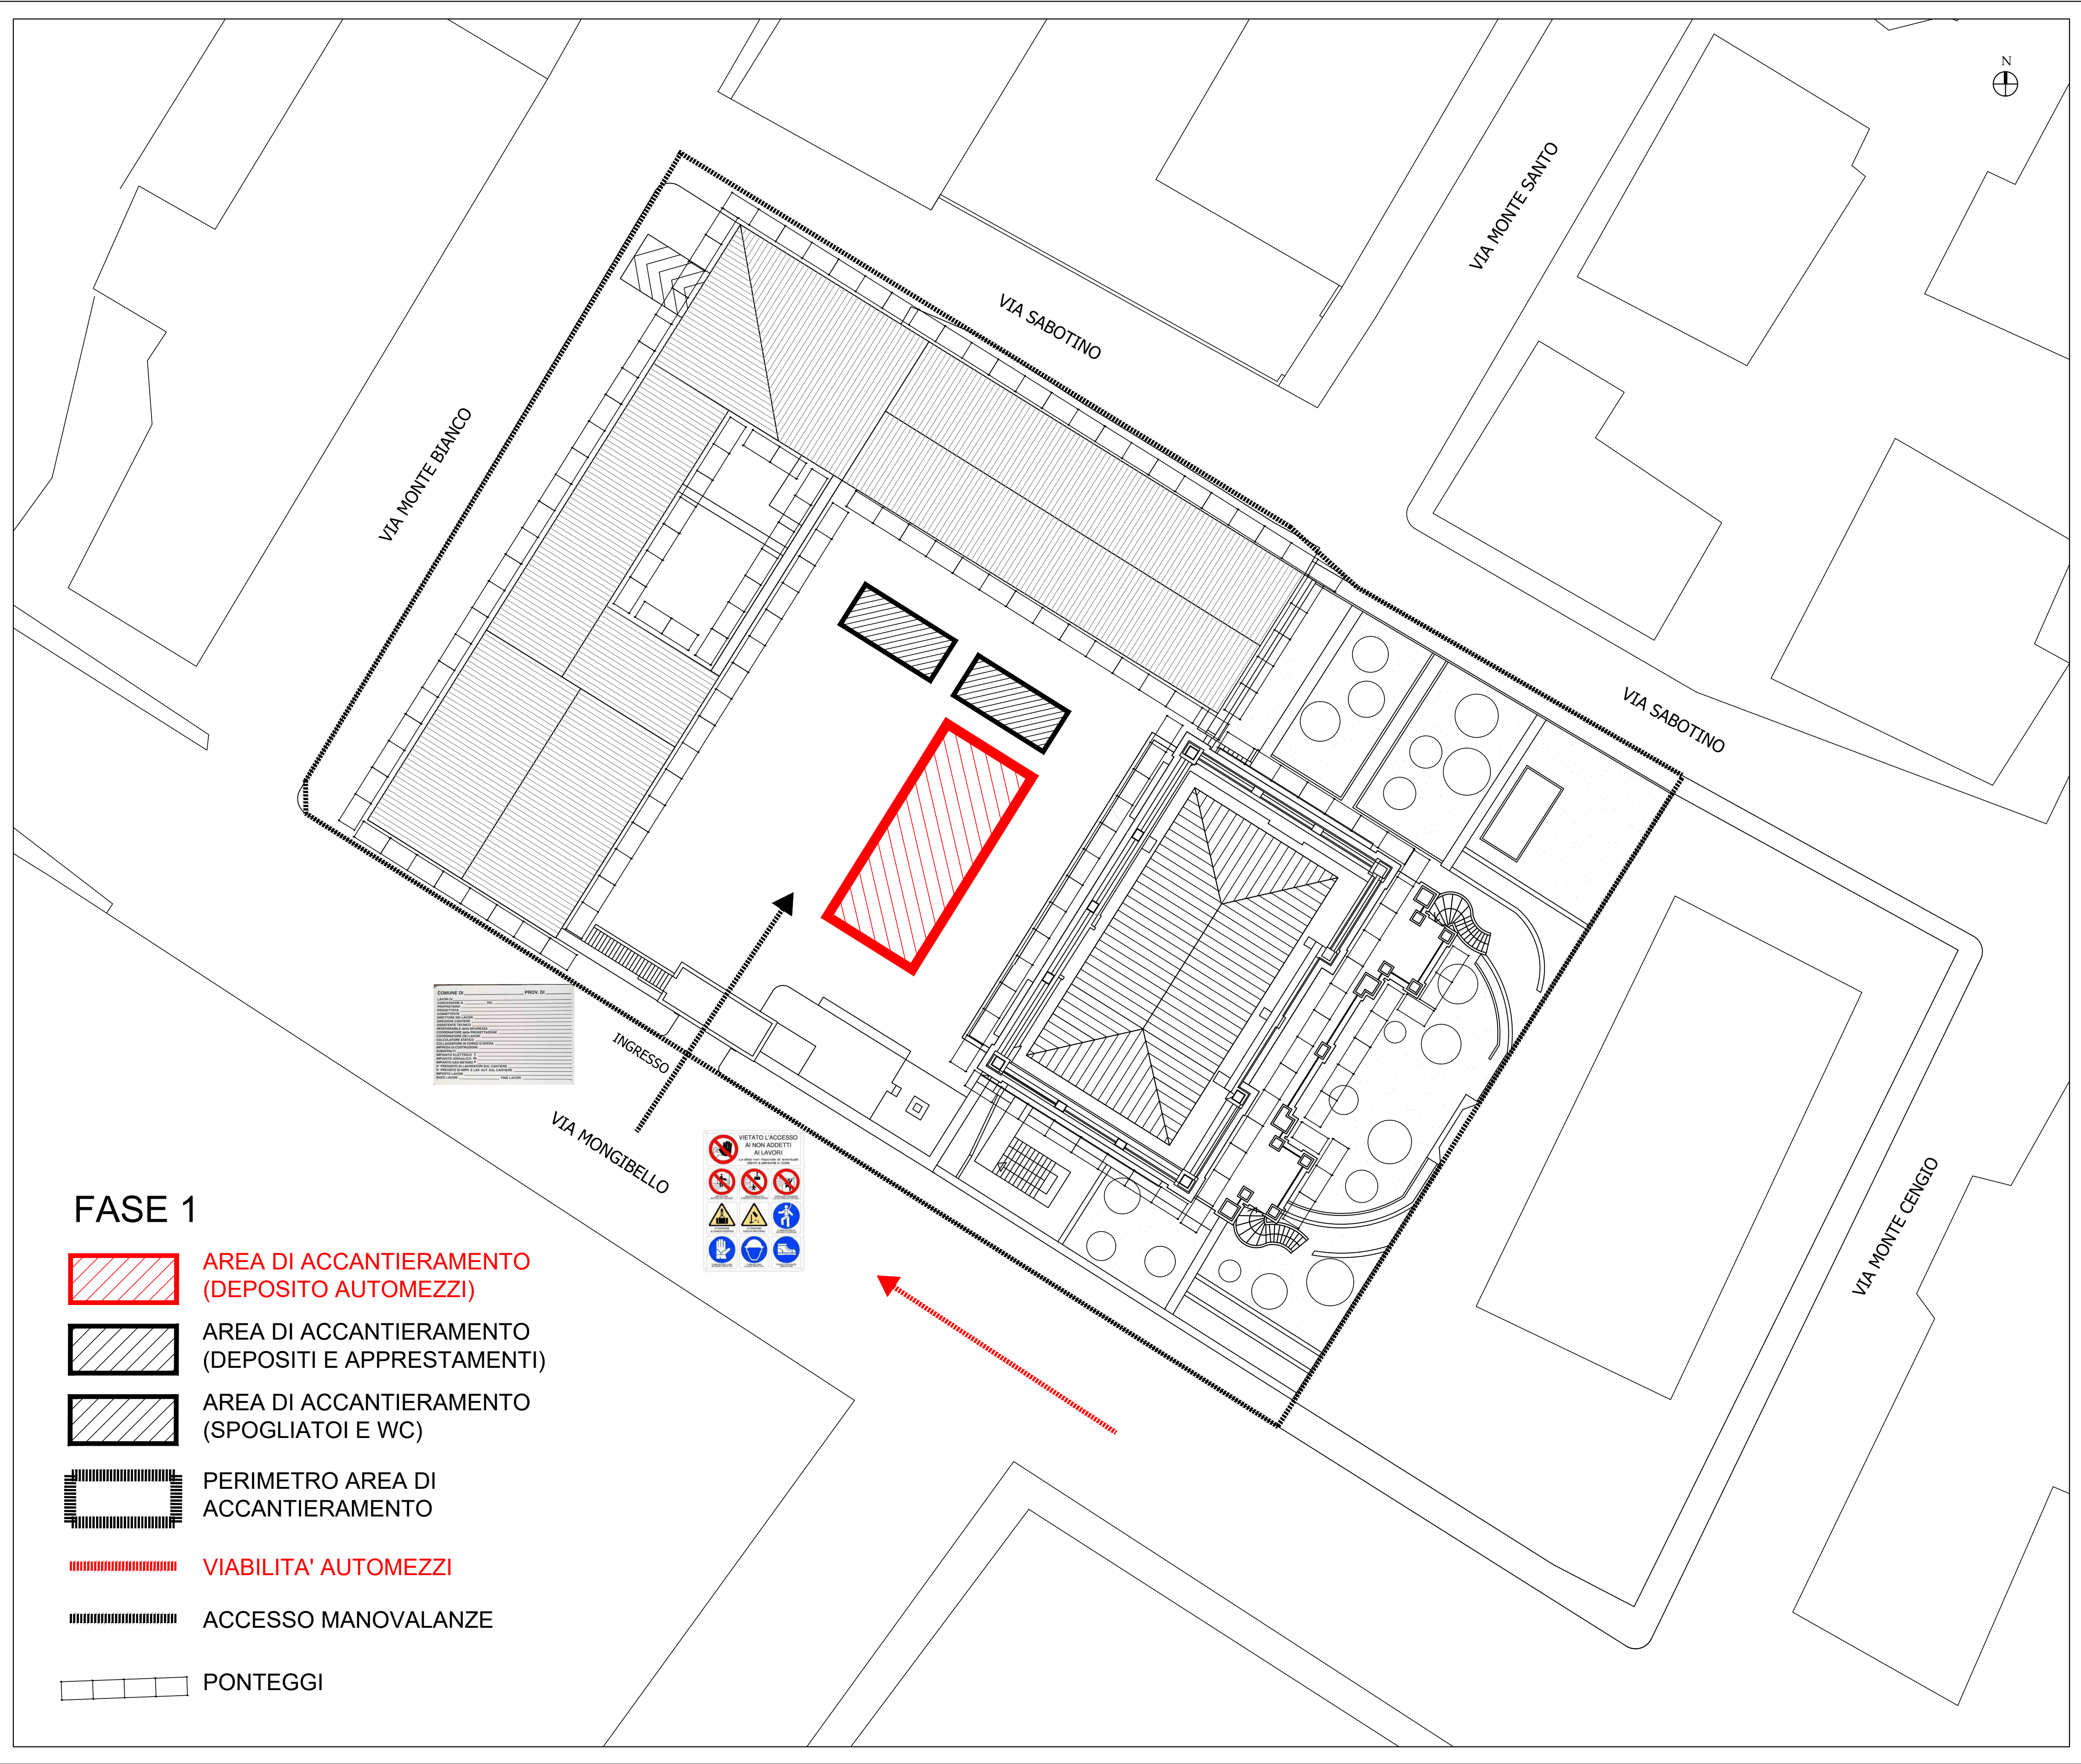 N
VIA MONTE SANTO
VIA SABOTINO
VIA MONTE BIANCO
VIA SABOTINO
COMUNE DI PROV. DI
INGRESSO
VIA MONGIBELLO
VIETATO L'ACCESSO
AI NON ADDETTI
AI LAVORI
VIA MONTE CENGIO
FASE 1
AREA DI ACCANTIERAMENTO
(DEPOSITO AUTOMEZZI)
AREA DI ACCANTIERAMENTO
(DEPOSITI E APPRESTAMENTI)
AREA DI ACCANTIERAMENTO
(SPOGLIATOI E WC)
PERIMETRO AREA DI
ACCANTIERAMENTO
VIABILITA' AUTOMEZZI
ACCESSO MANOVALANZE
PONTEGGI